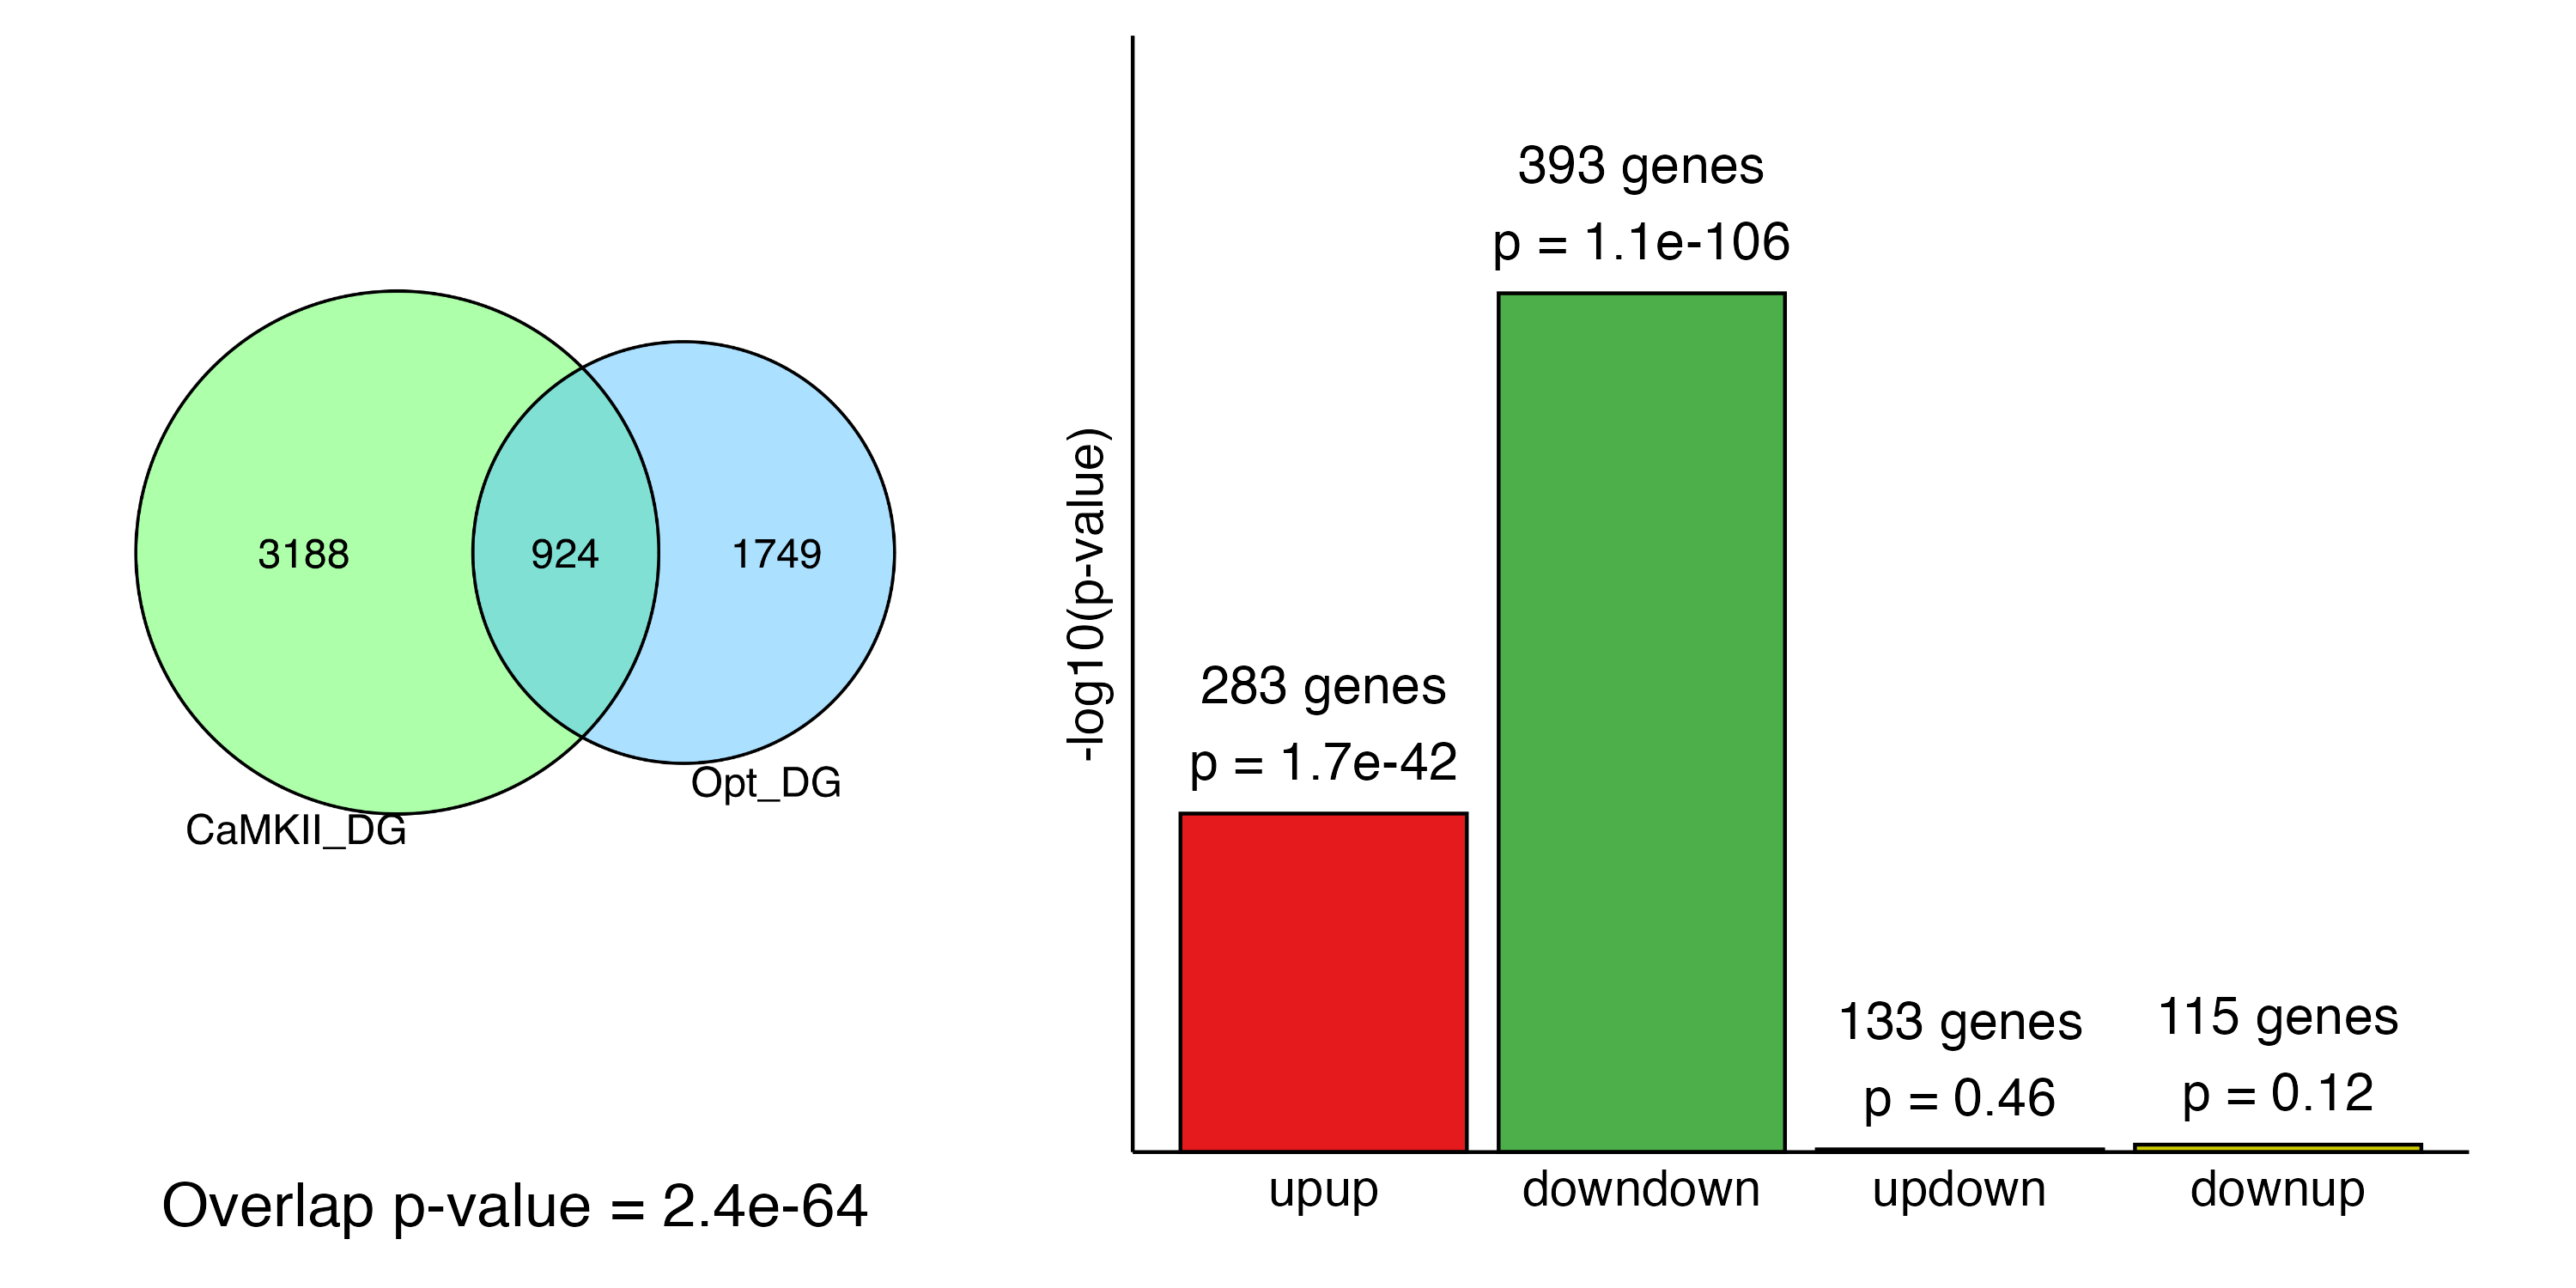 3188
924
1749
Opt_DG
CaMKII_DG
Overlap p-value = 2.4e-64
-log10(p-value)
393 genes
p = 1.1e-106
283 genes
p = 1.7e-42
133 genes
p = 0.46
115 genes
p = 0.12
upup
downdown
updown
downup